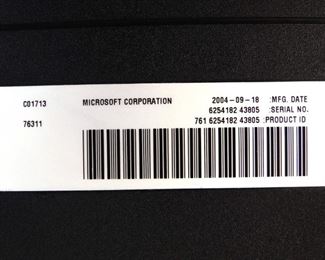 C01713 MICROSOFT CORPORATION 2004-09-18 :MFG. DATE
6254182 43805 :SERIAL NO.
76311 761 6254182 43805 :PRODUCT ID